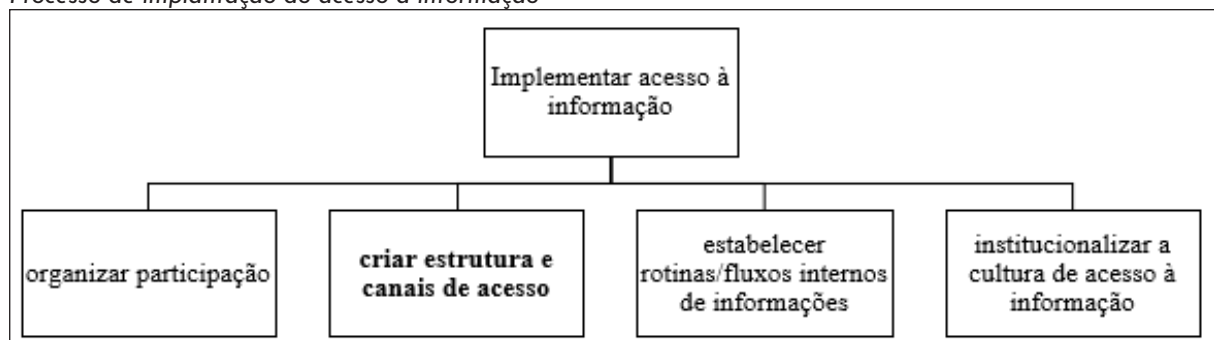 Processo de implantação do acesso à informação
Implementar acesso à
informação
organizar participação
criar estrutura e
canais de acesso
estabelecer
rotinas/fluxos internos
de informações
institucionalizar a
cultura de acesso à
informação